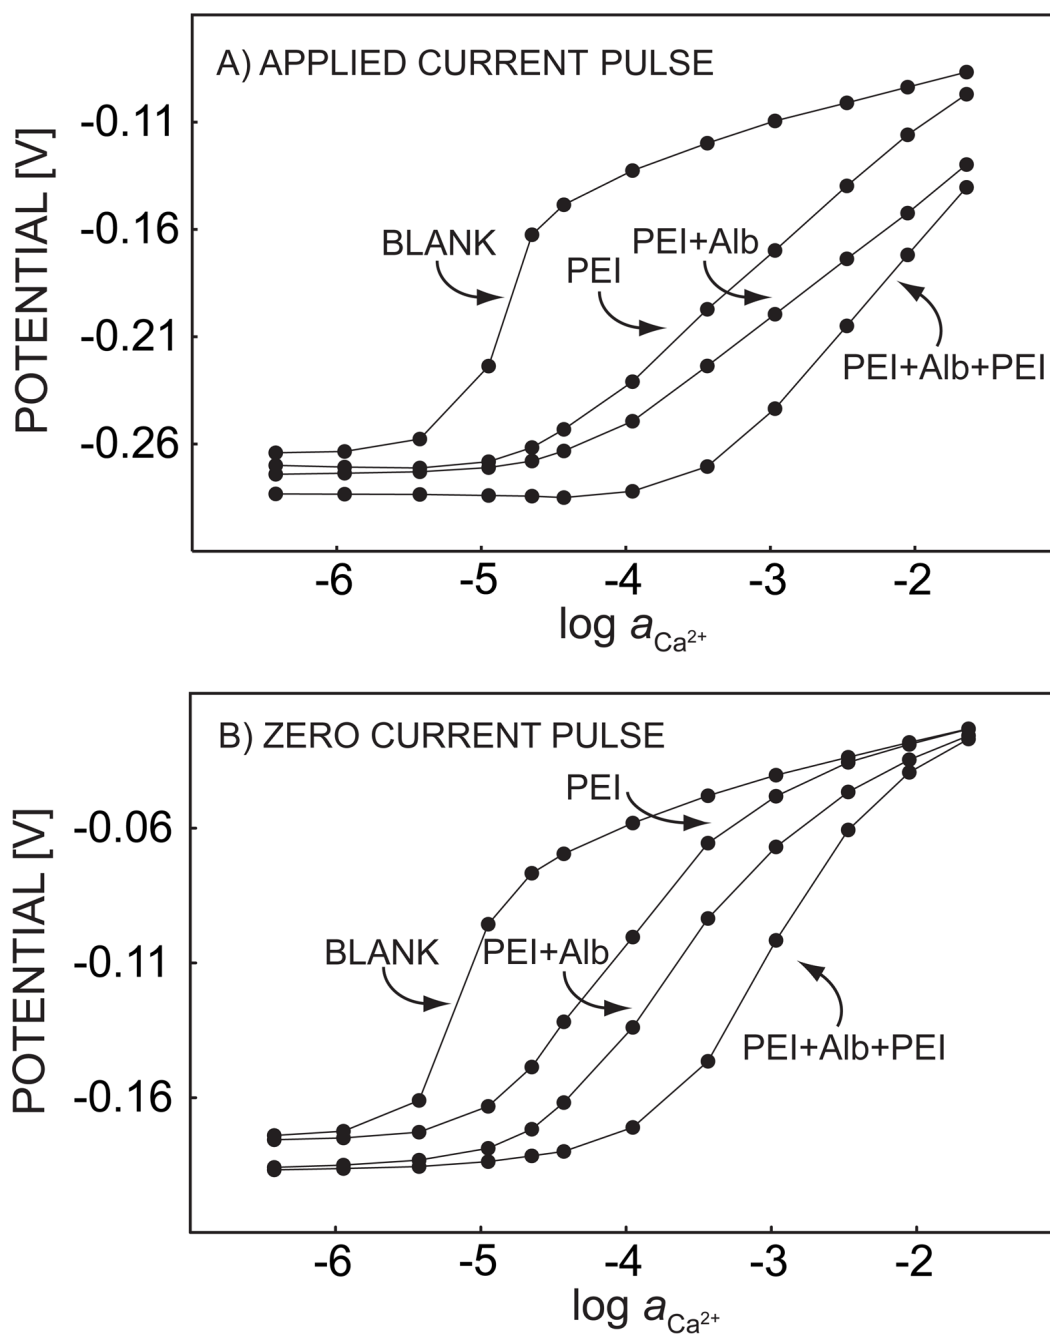 A) APPLIED CURRENT PULSE
POTENTIAL [V]
-0.11
-0.16
-0.21
-0.26
BLANK
PEI
PEI+Alb
PEI+Alb+PEI
-6 -5 -4 -3 -2
log a Ca²⁺
B) ZERO CURRENT PULSE
POTENTIAL [V]
-0.06
-0.11
-0.16
PEI
BLANK
PEI+Alb
PEI+Alb+PEI
-6 -5 -4 -3 -2
log a Ca²⁺